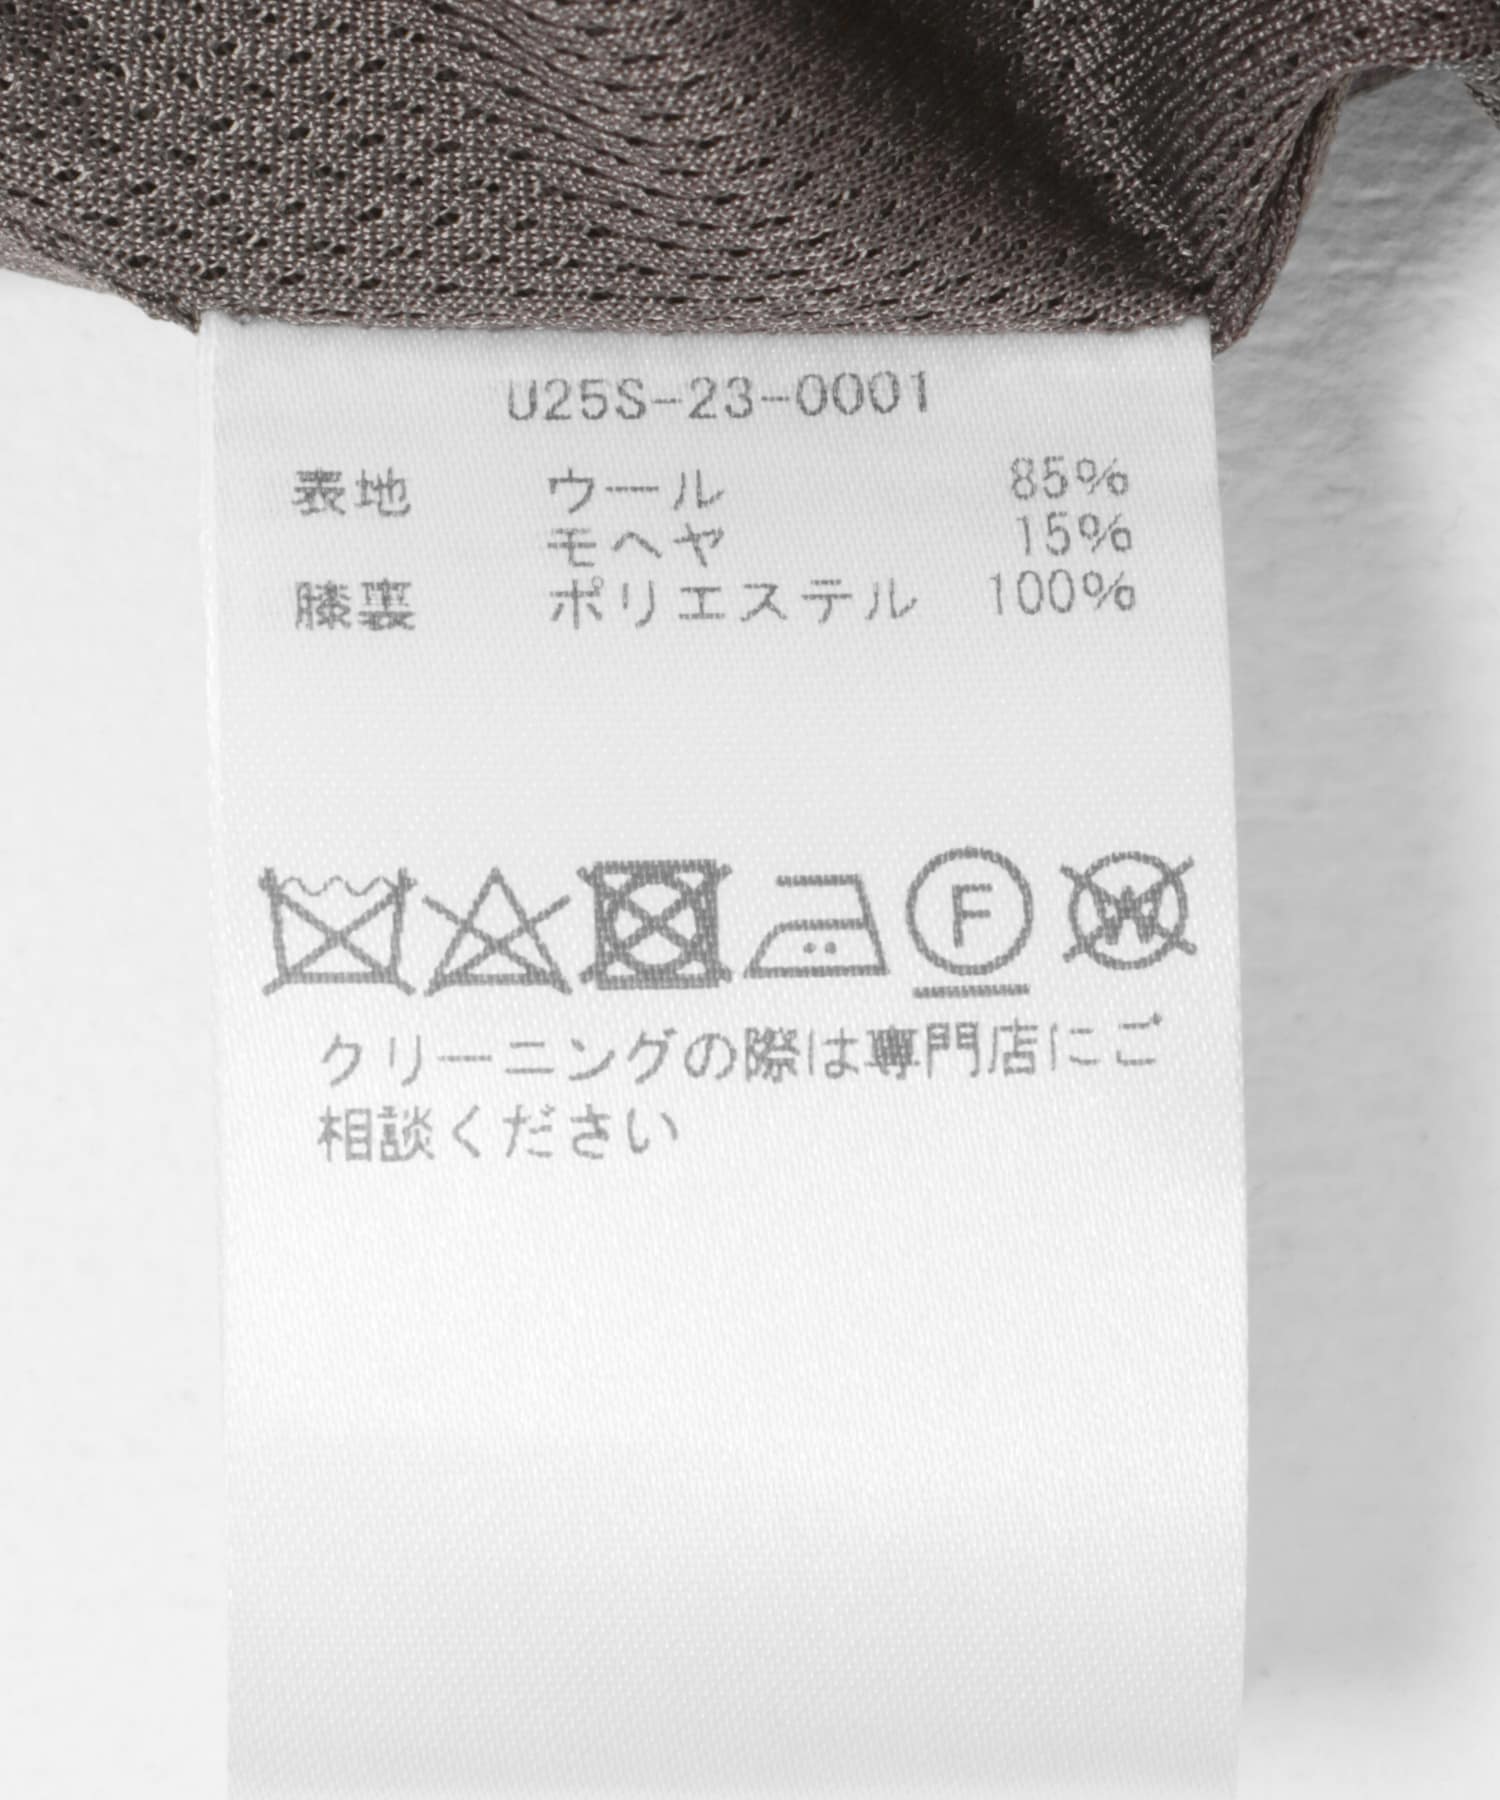 U25S-23-0001
表地 ウール 85%
モヘヤ 15%
膝裏 ポリエステル 100%
F W
クリーニングの際は専門店にご
相談ください